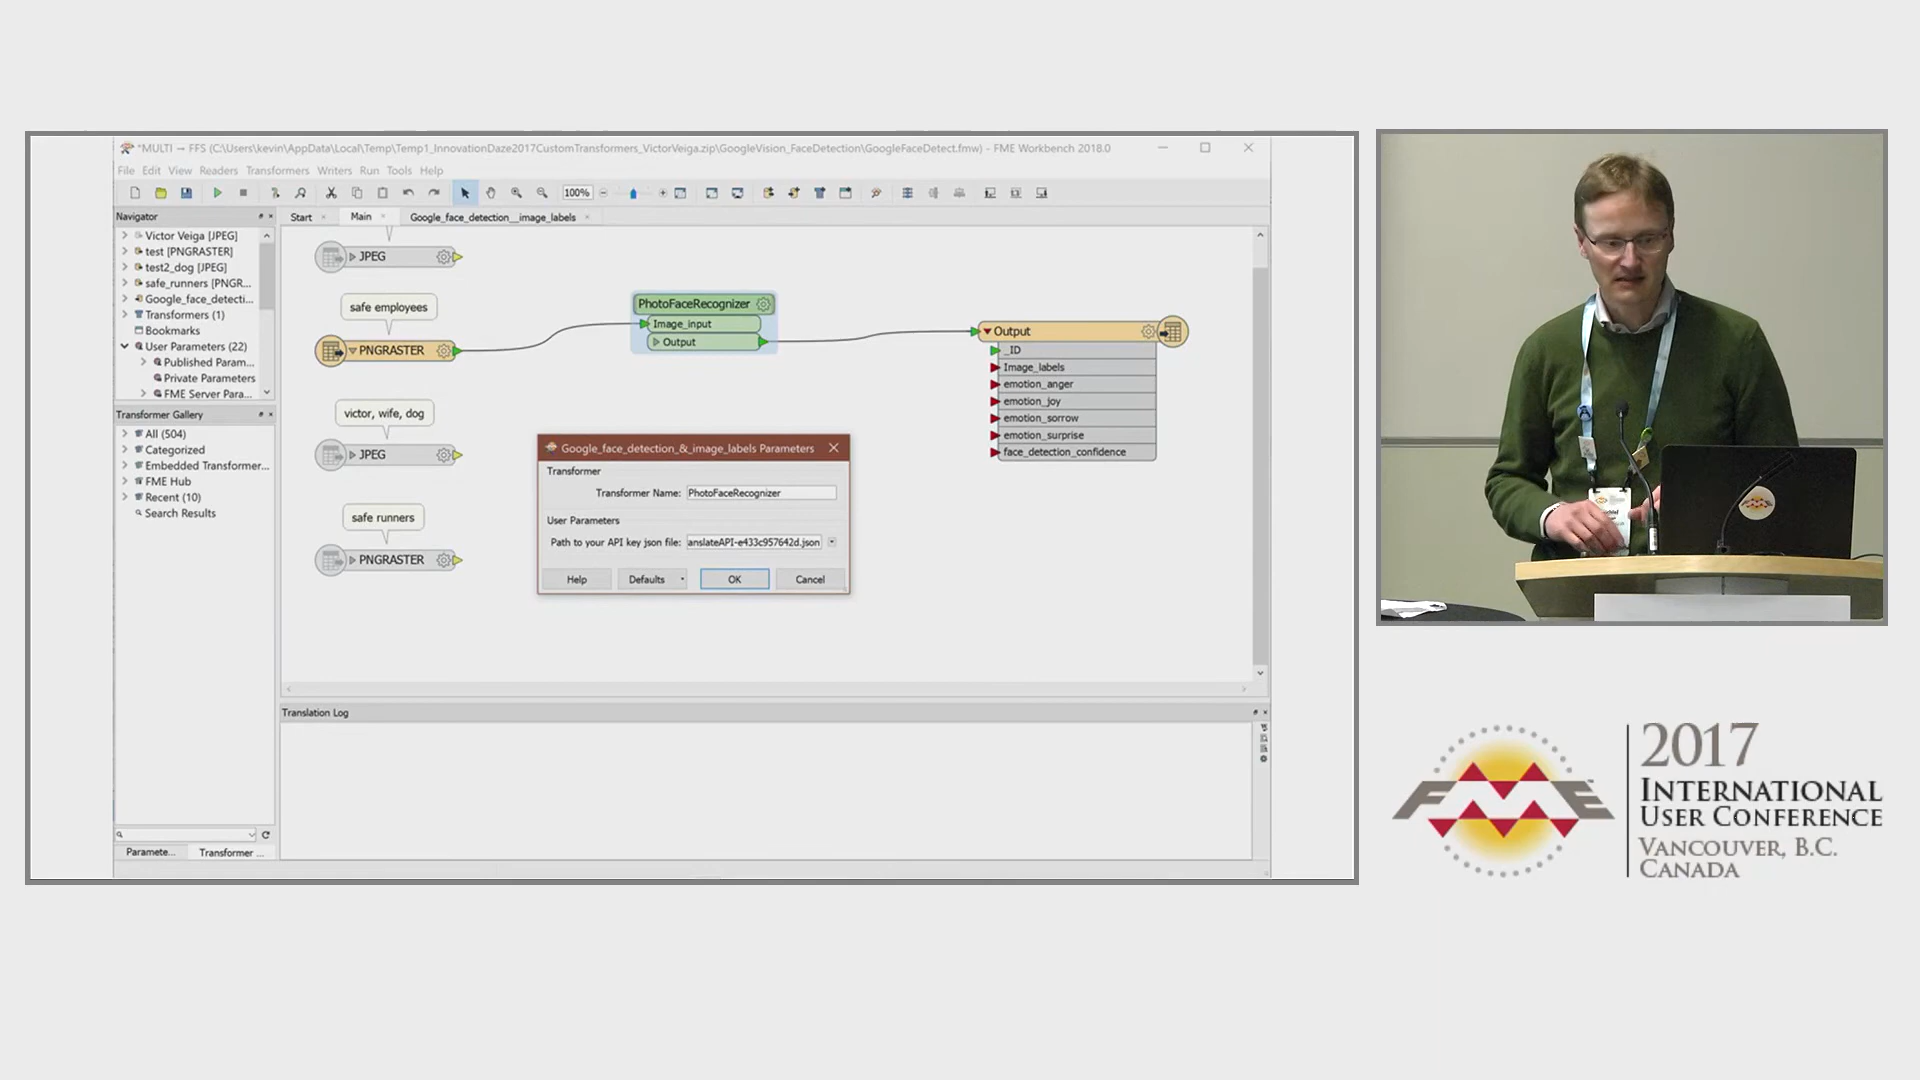 *MULTI → FFS (C:\Users\kevin\AppData\Local\Temp\Temp1_InnovationDaze2017CustomTransformers_VictorVeiga.zip\GoogleVision_FaceDetection\GoogleFaceDetect.fmw) - FME Workbench 2018.0
File Edit View Readers Transformers Writers Run Tools Help
100%
Navigator
Victor Veiga [JPEG]
test [PNGRASTER]
test2_dog [JPEG]
safe_runners [PNGR...
Google_face_detecti...
Transformers (1)
Bookmarks
User Parameters (22)
Published Param...
Private Parameters
FME Server Para...
Transformer Gallery
All (504)
Categorized
Embedded Transformer...
FME Hub
Recent (10)
Search Results
Paramete... Transformer ...
Start Main Google_face_detection__image_labels
JPEG
safe employees
PNGRASTER
victor, wife, dog
JPEG
safe runners
PNGRASTER
PhotoFaceRecognizer
Image_input
Output
Output
_ID
Image_labels
emotion_anger
emotion_joy
emotion_sorrow
emotion_surprise
face_detection_confidence
Google_face_detection_&_image_labels Parameters
Transformer
Transformer Name: PhotoFaceRecognizer
User Parameters
Path to your API key json file: anslateAPI-e433c957642d.json
Help Defaults OK Cancel
Translation Log
FME
2017
INTERNATIONAL
USER CONFERENCE
VANCOUVER, B.C.
CANADA